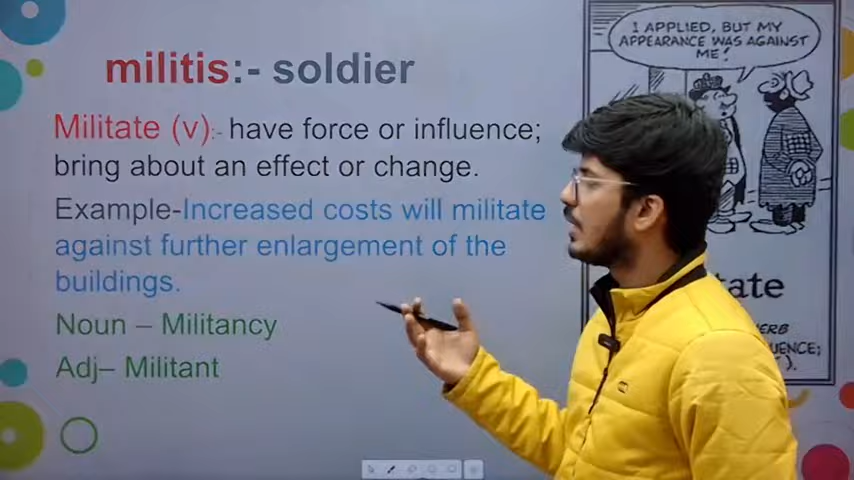 militis:- soldier
Militate (v):- have force or influence;
bring about an effect or change.
Example-Increased costs will militate
against further enlargement of the
buildings.
Noun – Militancy
Adj– Militant
I APPLIED, BUT MY
APPEARANCE WAS AGAINST
ME!